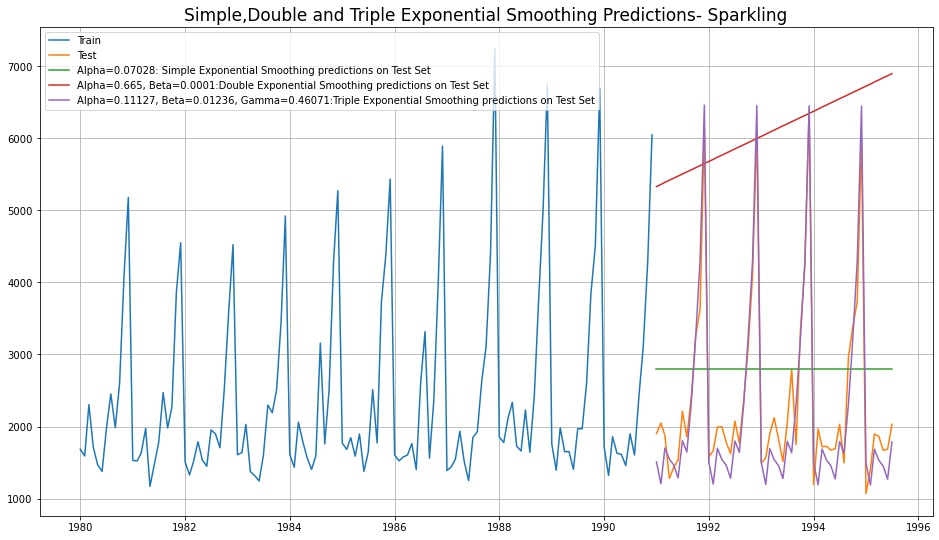 Simple,Double and Triple Exponential Smoothing Predictions- Sparkling
Train
Test
Alpha=0.07028: Simple Exponential Smoothing predictions on Test Set
Alpha=0.665, Beta=0.0001:Double Exponential Smoothing predictions on Test Set
Alpha=0.11127, Beta=0.01236, Gamma=0.46071:Triple Exponential Smoothing predictions on Test Set
7000
6000
5000
4000
3000
2000
1000
1980 1982 1984 1986 1988 1990 1992 1994 1996